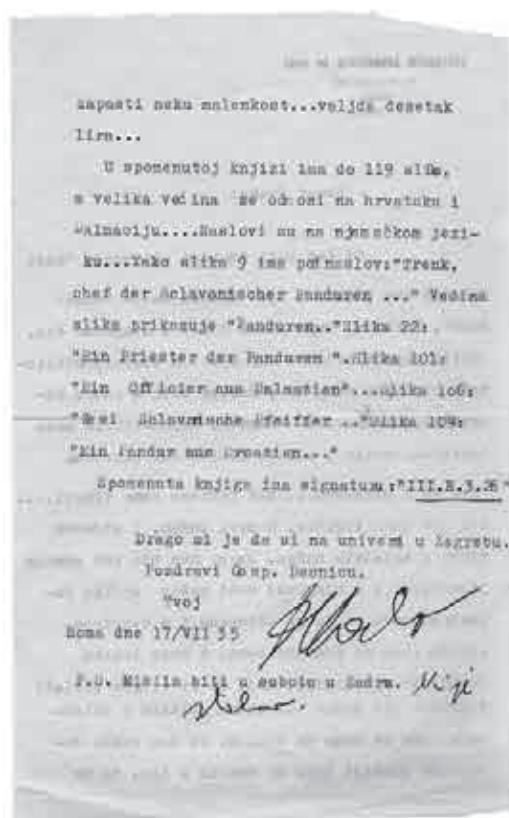 zapasti neku malenkost...valjda desetak
lira...
U spomenutoj knjizi ima do 119 slika,
a velika većina se odnosi na hrvatsku i
Dalmaciju....Naslovi su na njemačkom jezi-
ku...Tako slika 9 ima podnaslov:"Trenk,
chef der Sclavonischer Panduren ..." Većina
slika prikazuje "Panduren.."Slika 22:
"Ein Priester der Panduren ".Slika 101:
"Ein Officier aus Dalmatien"...Slika 106:
Sclavonische Pfeiffer .."Slika 109:
"Ein Pandur aus Croatien..."
Spomenuta knjiga ima signaturu:"III.E.3.26"
Drago mi je da si na univerzi u Zagrebu.
Pozdravi Gosp. Desnicu.
Tvoj
Roma dne 17/VII 35
P.S. Mislim biti u subotu u Zadru.